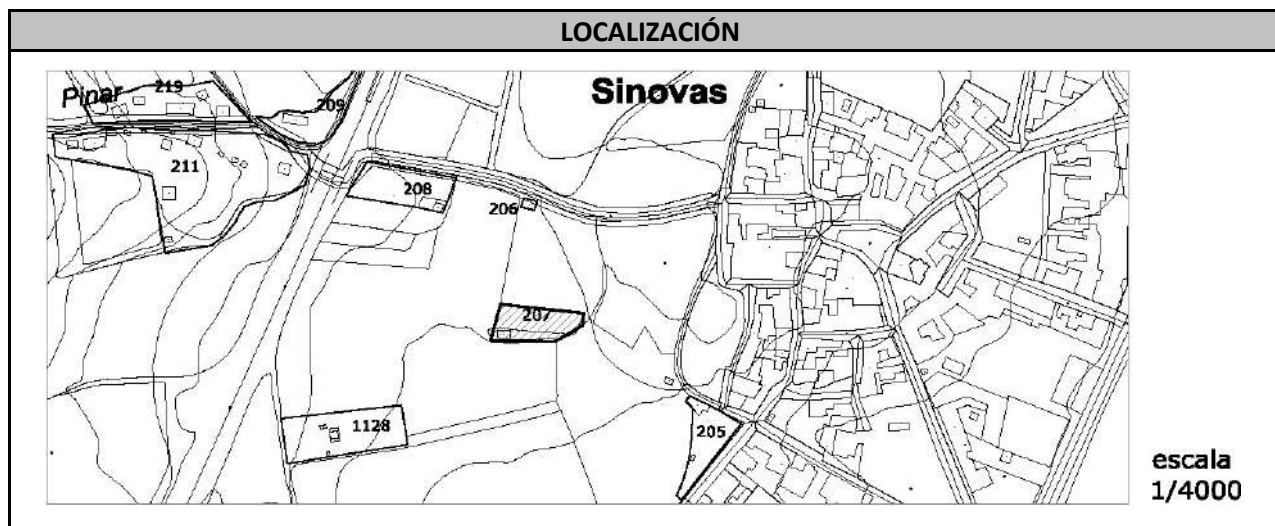 LOCALIZACIÓN
Sinovas
Pinar
219
209
211
208
206
207
1128
205
escala
1/4000